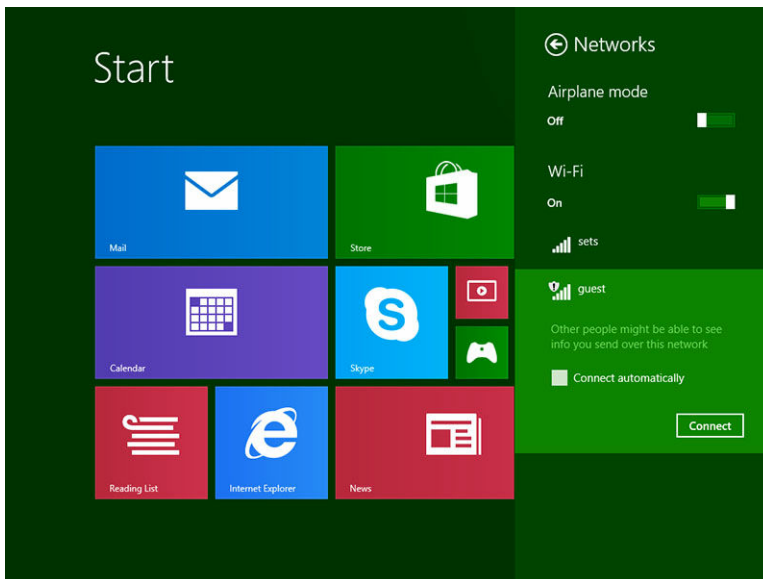 Start
Mail
Store
Calendar
Skype
Reading List
Internet Explorer
News
Networks
Airplane mode
Off
Wi-Fi
On
sets
guest
Other people might be able to see
info you send over this network
Connect automatically
Connect